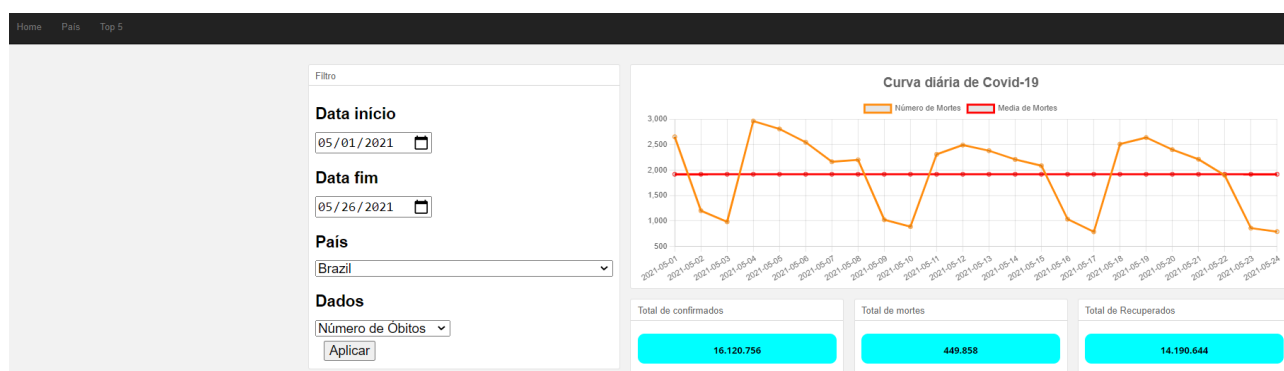 Home País Top 5
Filtro
Data início
05/01/2021
Data fim
05/26/2021
País
Brazil
Dados
Número de Óbitos
Aplicar
Curva diária de Covid-19
Número de Mortes Media de Mortes
3,000
2,500
2,000
1,500
1,000
500
2021-05-01 2021-05-02 2021-05-03 2021-05-04 2021-05-05 2021-05-06 2021-05-07 2021-05-08 2021-05-09 2021-05-10 2021-05-11 2021-05-12 2021-05-13 2021-05-14 2021-05-15 2021-05-16 2021-05-17 2021-05-18 2021-05-19 2021-05-20 2021-05-21 2021-05-22 2021-05-23 2021-05-24
Total de confirmados
16.120.756
Total de mortes
449.858
Total de Recuperados
14.190.644